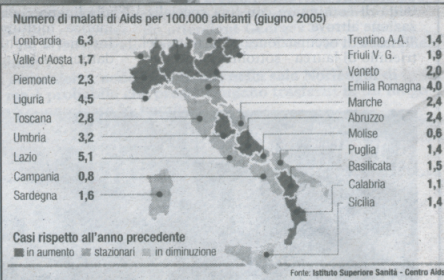 Numero di malati di Aids per 100.000 abitanti (giugno 2005)
Lombardia 6,3
Valle d'Aosta 1,7
Piemonte 2,3
Liguria 4,5
Toscana 2,8
Umbria 3,2
Lazio 5,1
Campania 0,8
Sardegna 1,6
Trentino A.A. 1,4
Friuli V. G. 1,9
Veneto 2,0
Emilia Romagna 4,0
Marche 2,4
Abruzzo 2,4
Molise 0,6
Puglia 1,4
Basilicata 1,5
Calabria 1,1
Sicilia 1,4
Casi rispetto all'anno precedente
in aumento stazionari in diminuzione
Fonte: Istituto Superiore Sanità - Centro Aids